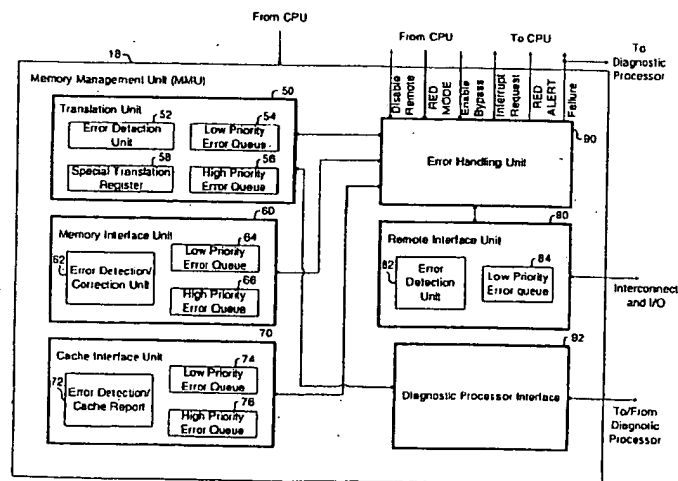 From CPU
From CPU
To CPU
To
Diagnostic
Processor
18
Memory Management Unit (MMU)
Disable
Remote
RED
MODE
Enable
Bypass
Interrupt
Request
RED
ALERT
Failure
50
Translation Unit
52
Error Detection
Unit
54
Low Priority
Error Queue
58
Special Translation
Register
56
High Priority
Error Queue
90
Error Handling Unit
60
Memory Interface Unit
62
Error Detection/
Correction Unit
64
Low Priority
Error Queue
66
High Priority
Error Queue
80
Remote Interface Unit
82
Error
Detection
Unit
84
Low Priority
Error queue
Interconnect
and I/O
70
Cache Interface Unit
72
Error Detection/
Cache Report
74
Low Priority
Error Queue
76
High Priority
Error Queue
92
Diagnostic Processor Interface
To/From
Diagnotic
Processor